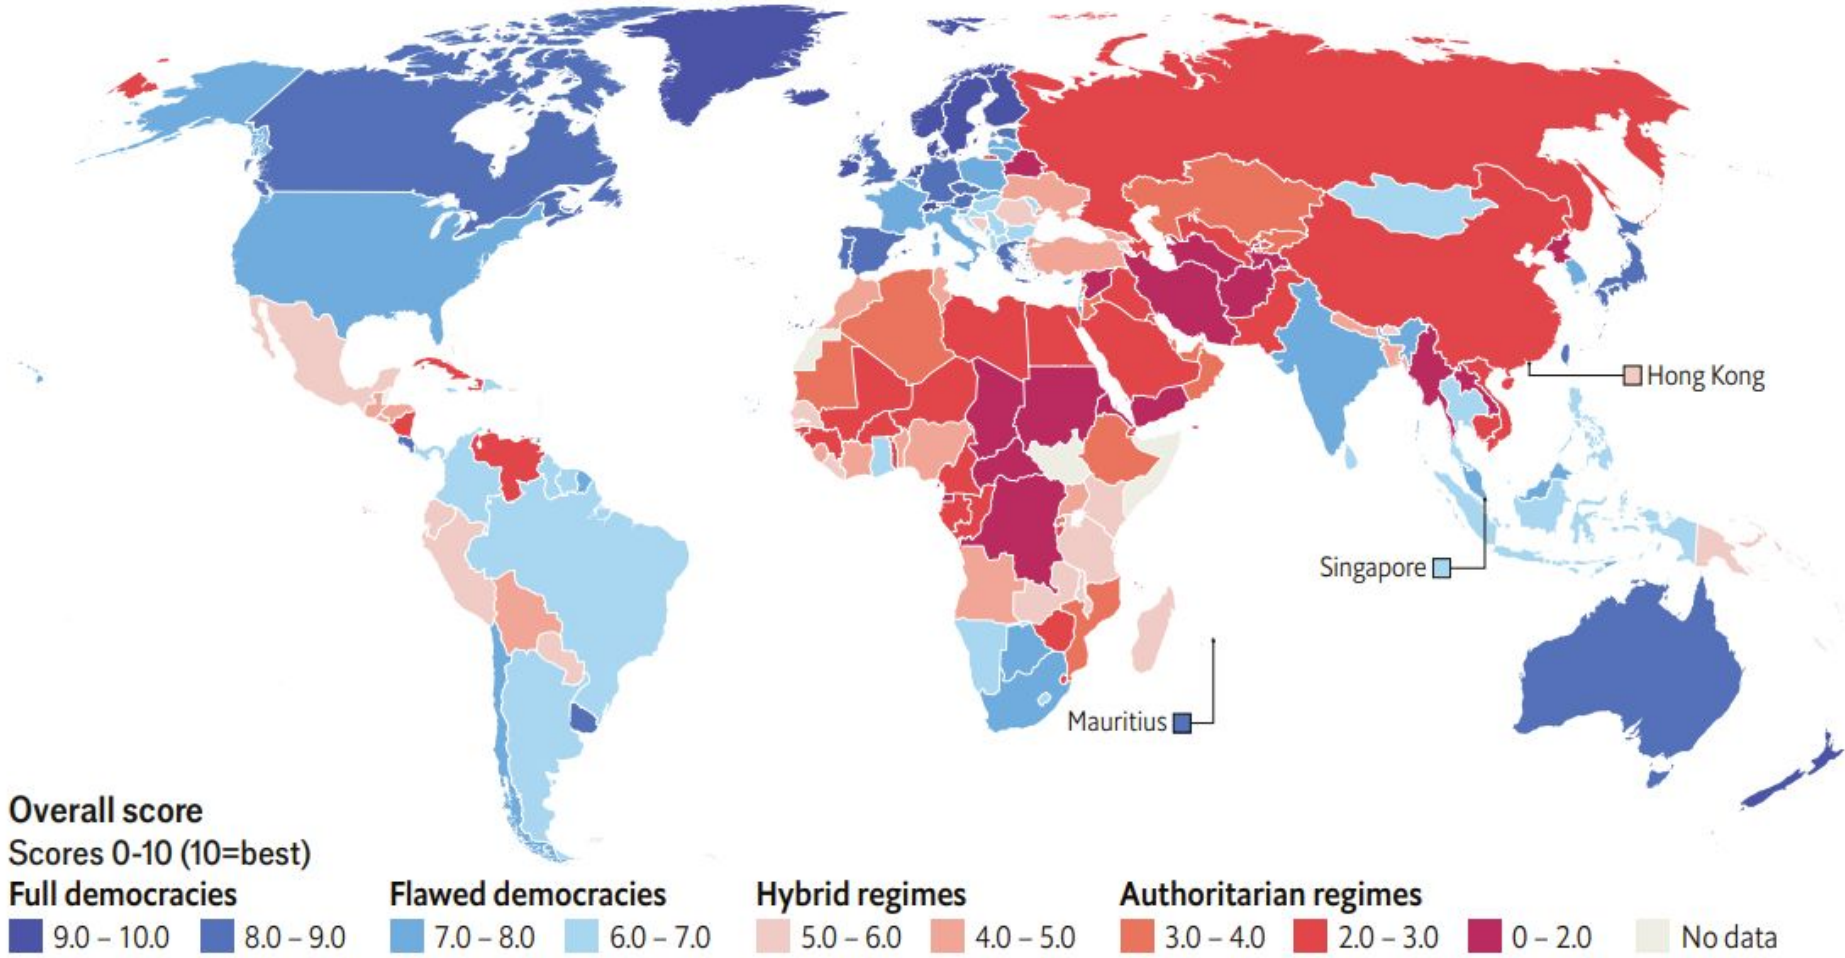 Hong Kong
Singapore
Mauritius
Overall score
Scores 0-10 (10=best)
Full democracies
9.0 – 10.0 8.0 – 9.0
Flawed democracies
7.0 – 8.0 6.0 – 7.0
Hybrid regimes
5.0 – 6.0 4.0 – 5.0
Authoritarian regimes
3.0 – 4.0 2.0 – 3.0 0 – 2.0 No data